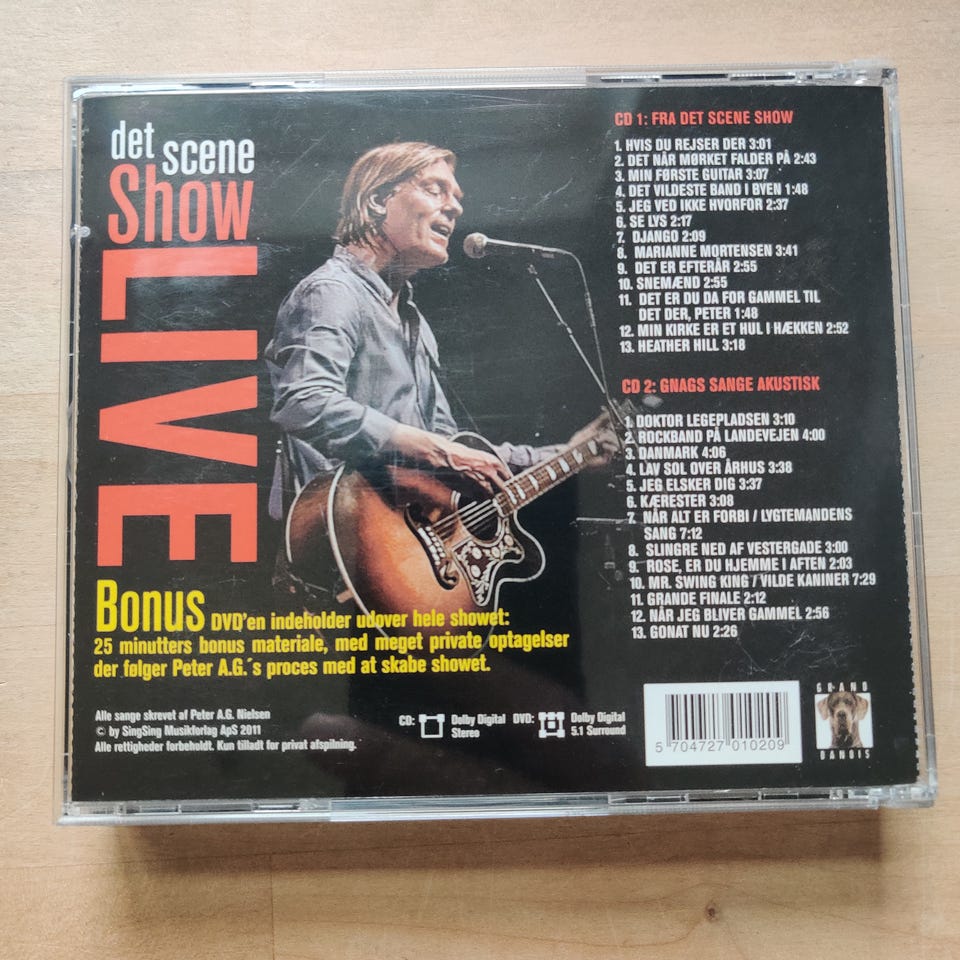 det
scene
Show
LIVE
Bonus DVD'en indeholder udover hele showet:
25 minutters bonus materiale, med meget private optagelser
der følger Peter A.G.´s proces med at skabe showet.
Alle sange skrevet af Peter A.G. Nielsen
© by SingSing Musikforlag ApS 2011
Alle rettigheder forbeholdt. Kun tilladt for privat afspilning.
CD: Dolby Digital
Stereo
DVD: Dolby Digital
5.1 Surround
CD 1: FRA DET SCENE SHOW
1. HVIS DU REJSER DER 3:01
2. DET NÅR MØRKET FALDER PÅ 2:43
3. MIN FØRSTE GUITAR 3:07
4. DET VILDESTE BAND I BYEN 1:48
5. JEG VED IKKE HVORFOR 2:37
6. SE LYS 2:17
7. DJANGO 2:09
8. MARIANNE MORTENSEN 3:41
9. DET ER EFTERÅR 2:55
10. SNEMÆND 2:55
11. DET ER DU DA FOR GAMMEL TIL
DET DER, PETER 1:48
12. MIN KIRKE ER ET HUL I HÆKKEN 2:52
13. HEATHER HILL 3:18
CD 2: GNAGS SANGE AKUSTISK
1. DOKTOR LEGEPLADSEN 3:10
2. ROCKBAND PÅ LANDEVEJEN 4:00
3. DANMARK 4:06
4. LAV SOL OVER ÅRHUS 3:38
5. JEG ELSKER DIG 3:37
6. KÆRESTER 3:08
7. NÅR ALT ER FORBI / LYGTEMANDENS
SANG 7:12
8. SLINGRE NED AF VESTERGADE 3:00
9. ROSE, ER DU HJEMME I AFTEN 2:03
10. MR. SWING KING / VILDE KANINER 7:29
11. GRANDE FINALE 2:12
12. NÅR JEG BLIVER GAMMEL 2:56
13. GONAT NU 2:26
5 704727 010209
GRAND
DANOIS